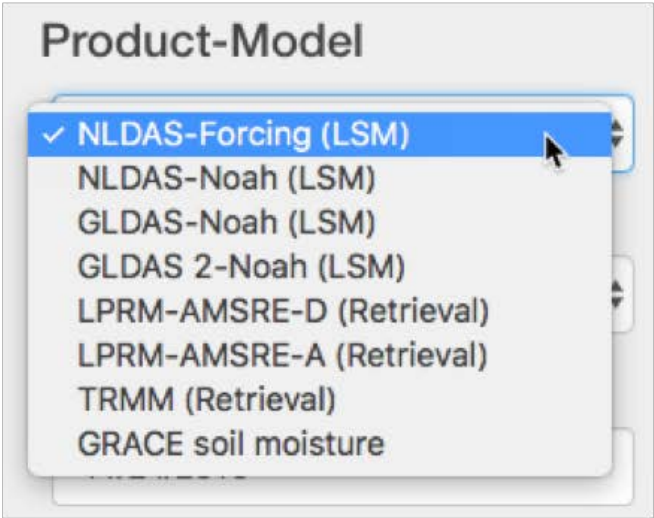 Product-Model
✓ NLDAS-Forcing (LSM)
NLDAS-Noah (LSM)
GLDAS-Noah (LSM)
GLDAS 2-Noah (LSM)
LPRM-AMSRE-D (Retrieval)
LPRM-AMSRE-A (Retrieval)
TRMM (Retrieval)
GRACE soil moisture